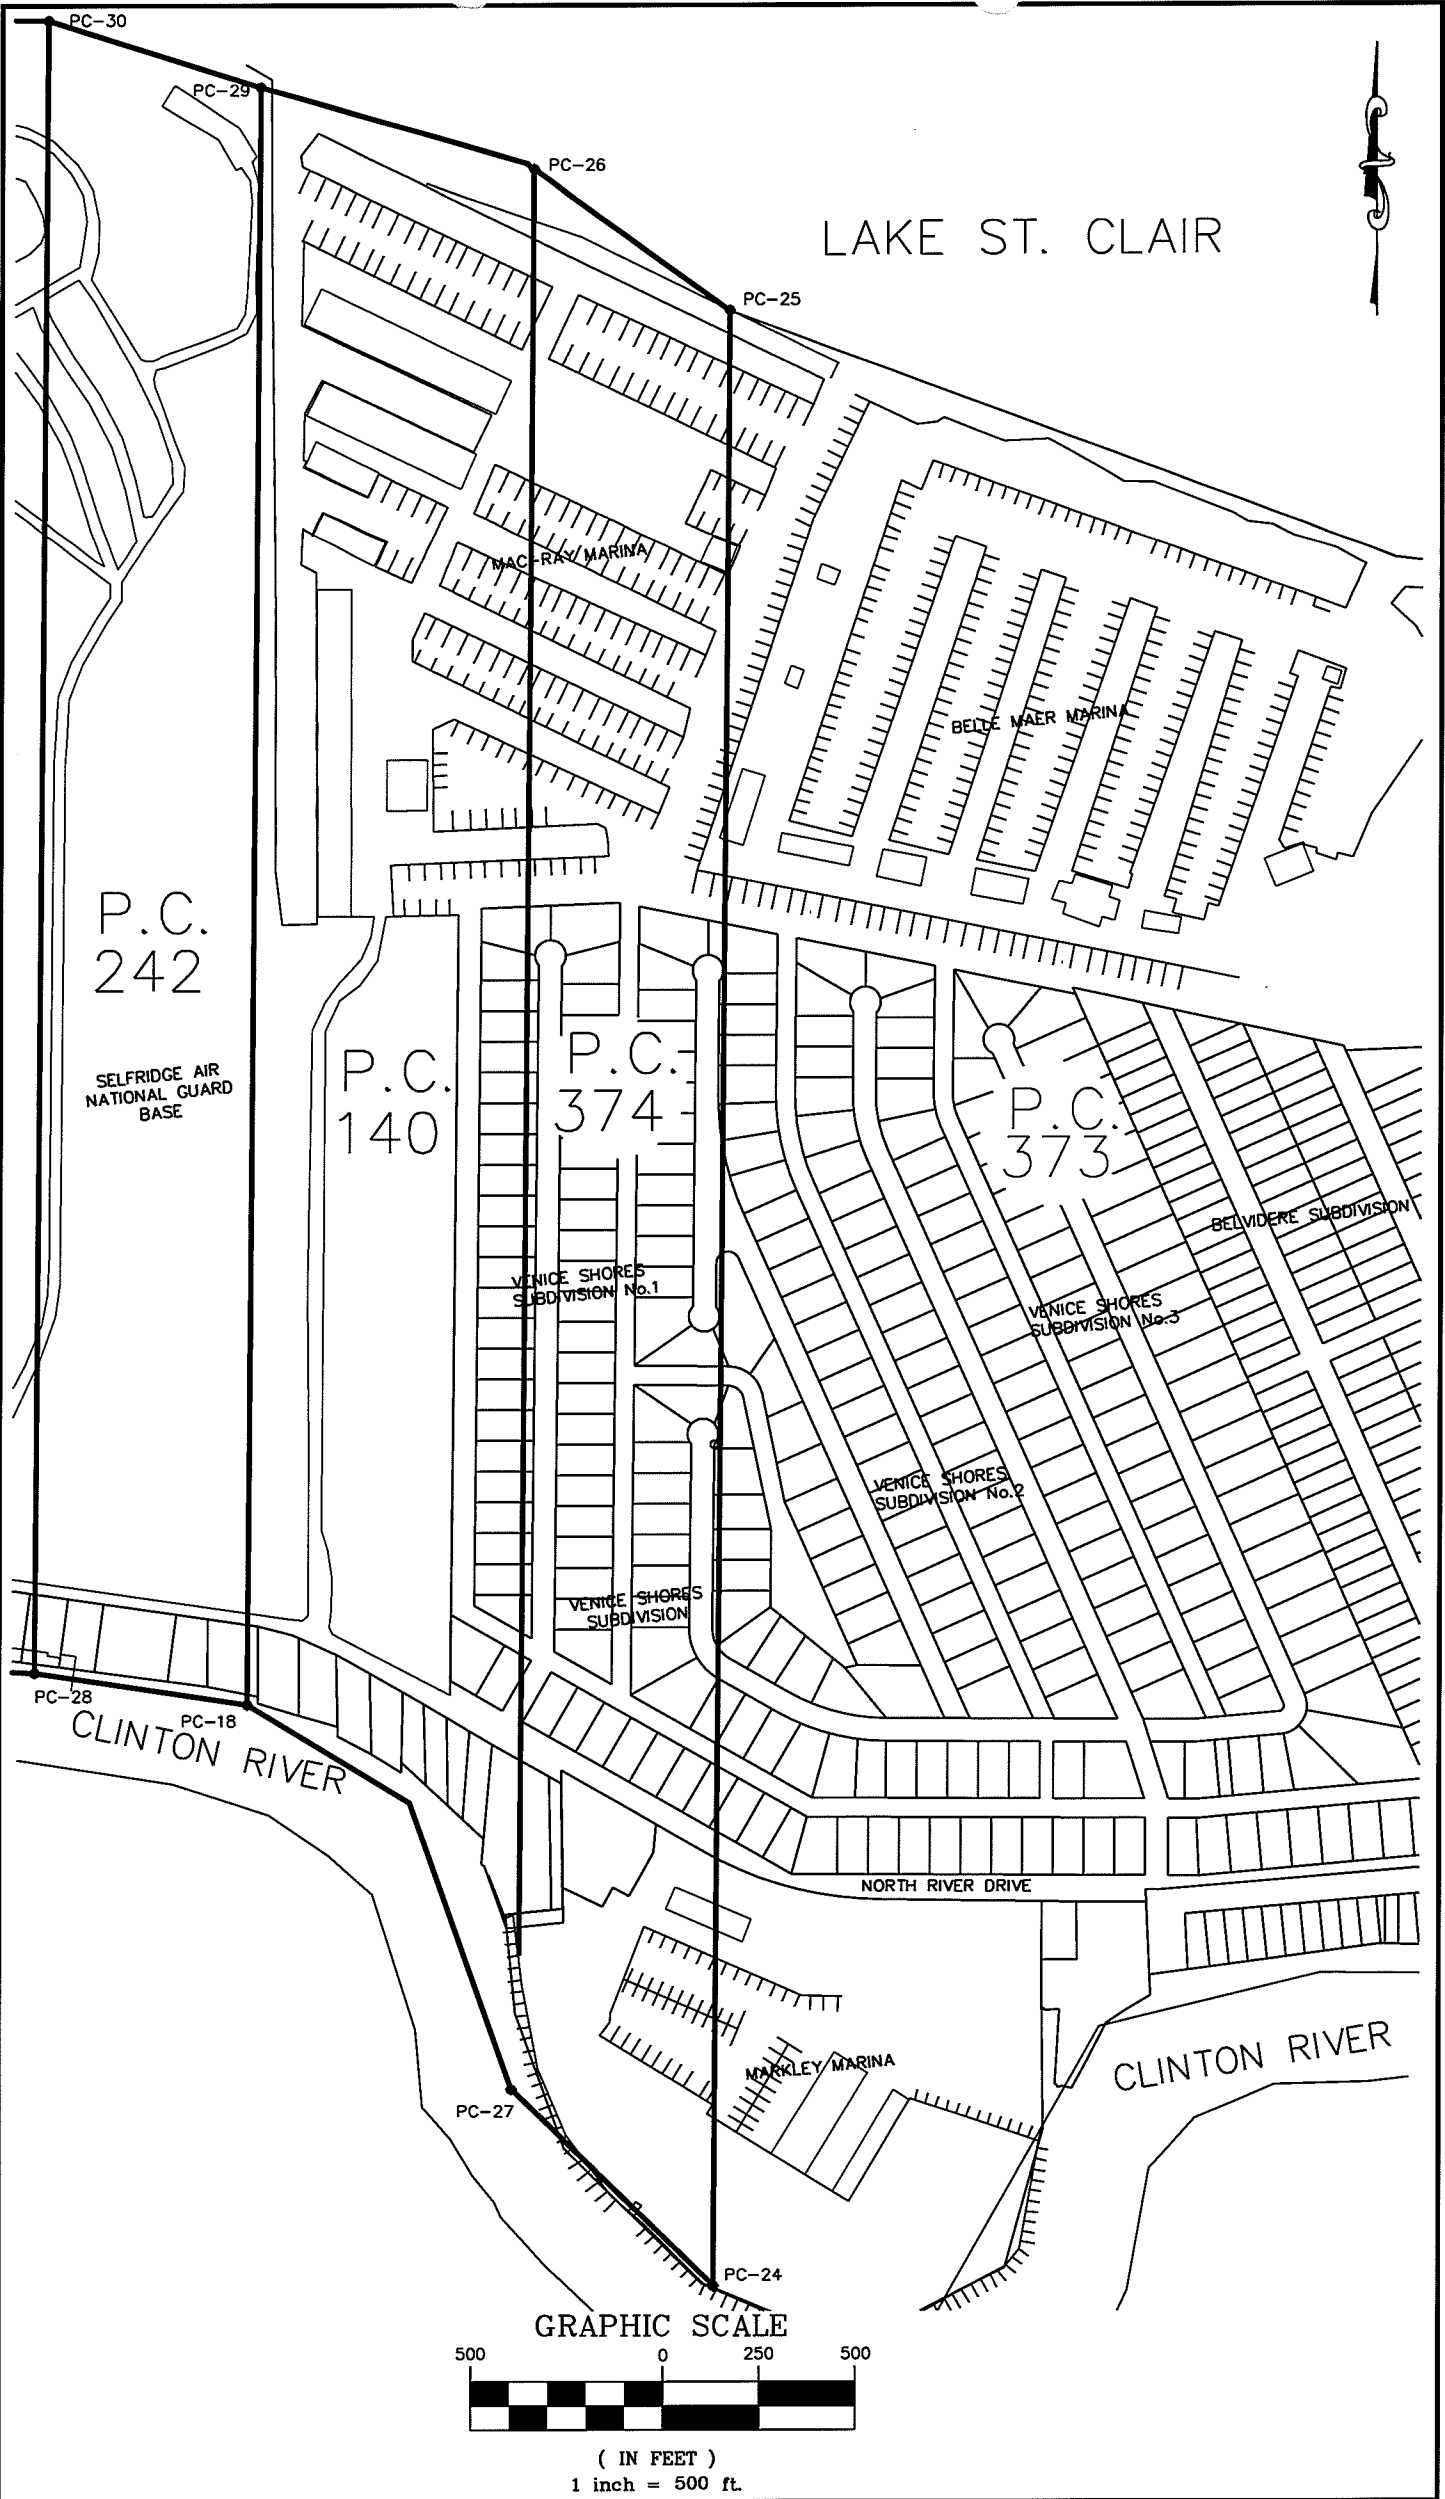 PC-30
PC-29
PC-26
LAKE ST. CLAIR
PC-25
MAC-RAY MARINA
BELLE MAER MARINA
P.C.
242
P.C.
140
P.C.
374
P.C.
373
SELFRIDGE AIR
NATIONAL GUARD
BASE
BELVIDERE SUBDIVISION
VENICE SHORES
SUBDIVISION No.1
VENICE SHORES
SUBDIVISION No.3
VENICE SHORES
SUBDIVISION No.2
VENICE SHORES
SUBDIVISION
PC-28
PC-18
CLINTON RIVER
NORTH RIVER DRIVE
CLINTON RIVER
MARKLEY MARINA
PC-27
PC-24
GRAPHIC SCALE
500 0 250 500
( IN FEET )
1 inch = 500 ft.